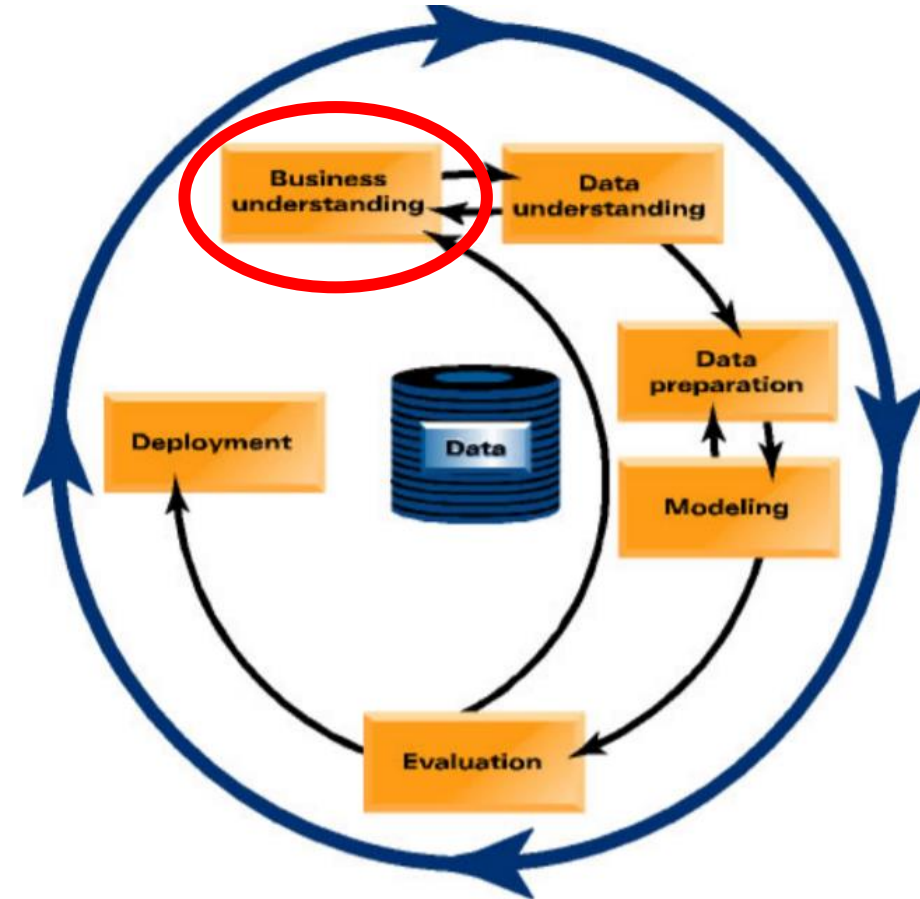 Business
understanding
Data
understanding
Data
preparation
Deployment
Data
Modeling
Evaluation